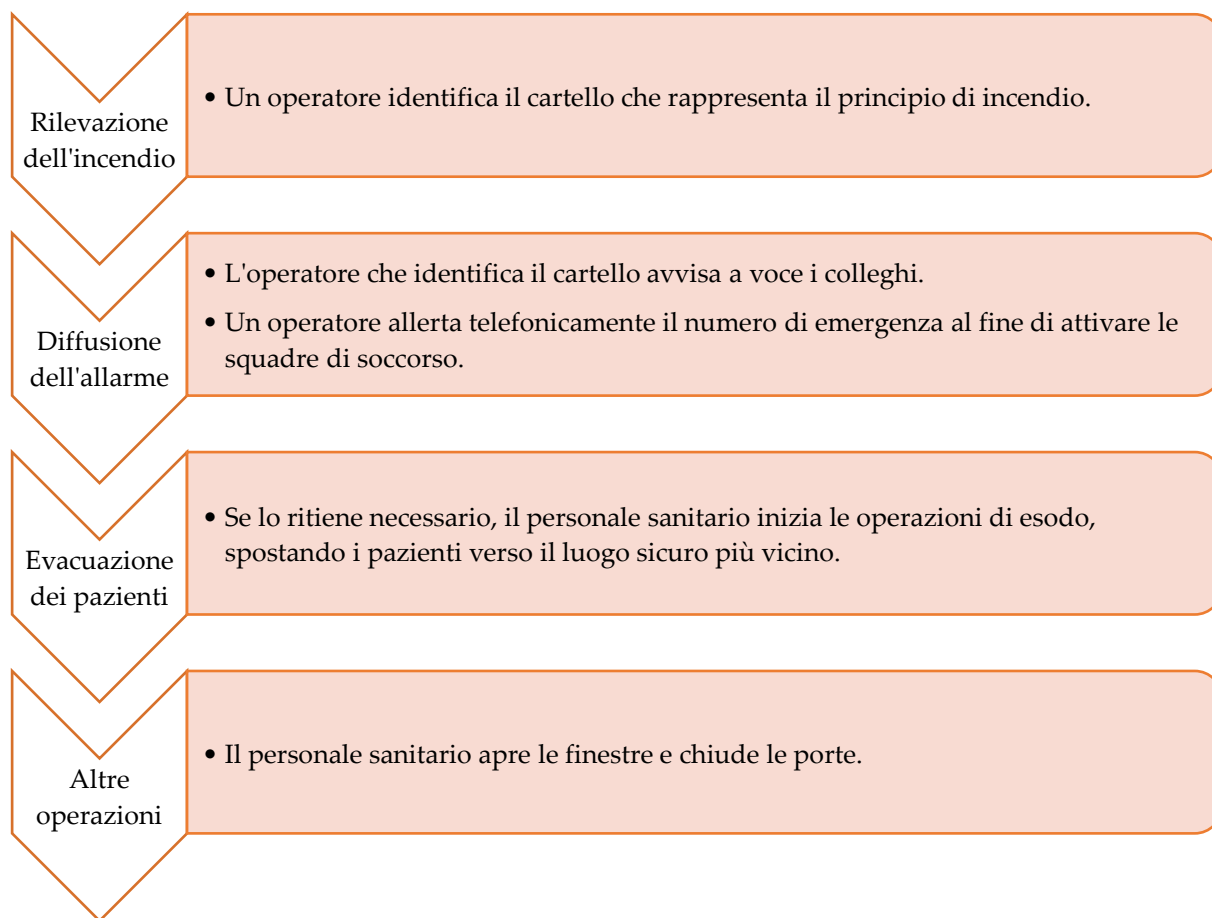 Rilevazione
dell'incendio
• Un operatore identifica il cartello che rappresenta il principio di incendio.
Diffusione
dell'allarme
• L'operatore che identifica il cartello avvisa a voce i colleghi.
• Un operatore allerta telefonicamente il numero di emergenza al fine di attivare le
squadre di soccorso.
Evacuazione
dei pazienti
• Se lo ritiene necessario, il personale sanitario inizia le operazioni di esodo,
spostando i pazienti verso il luogo sicuro più vicino.
Altre
operazioni
• Il personale sanitario apre le finestre e chiude le porte.